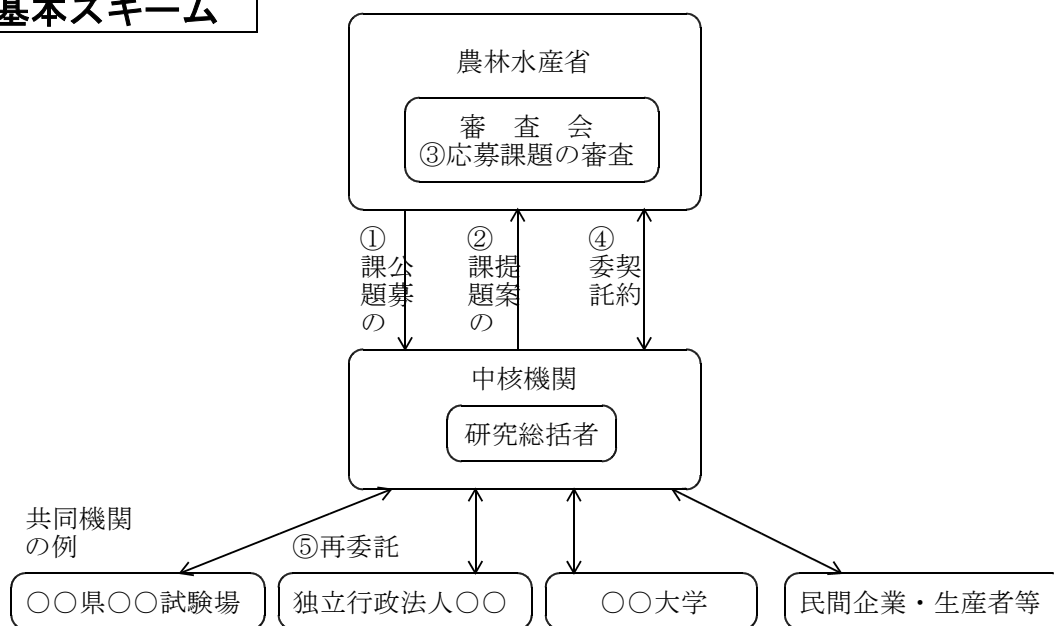 基本スキーム
農林水産省
審 査 会
③応募課題の審査
①
課題の
公募
②
課題の
提案
④
委託
契約
中核機関
研究総括者
共同機関
の例
⑤再委託
○○県○○試験場
独立行政法人○○
○○大学
民間企業・生産者等